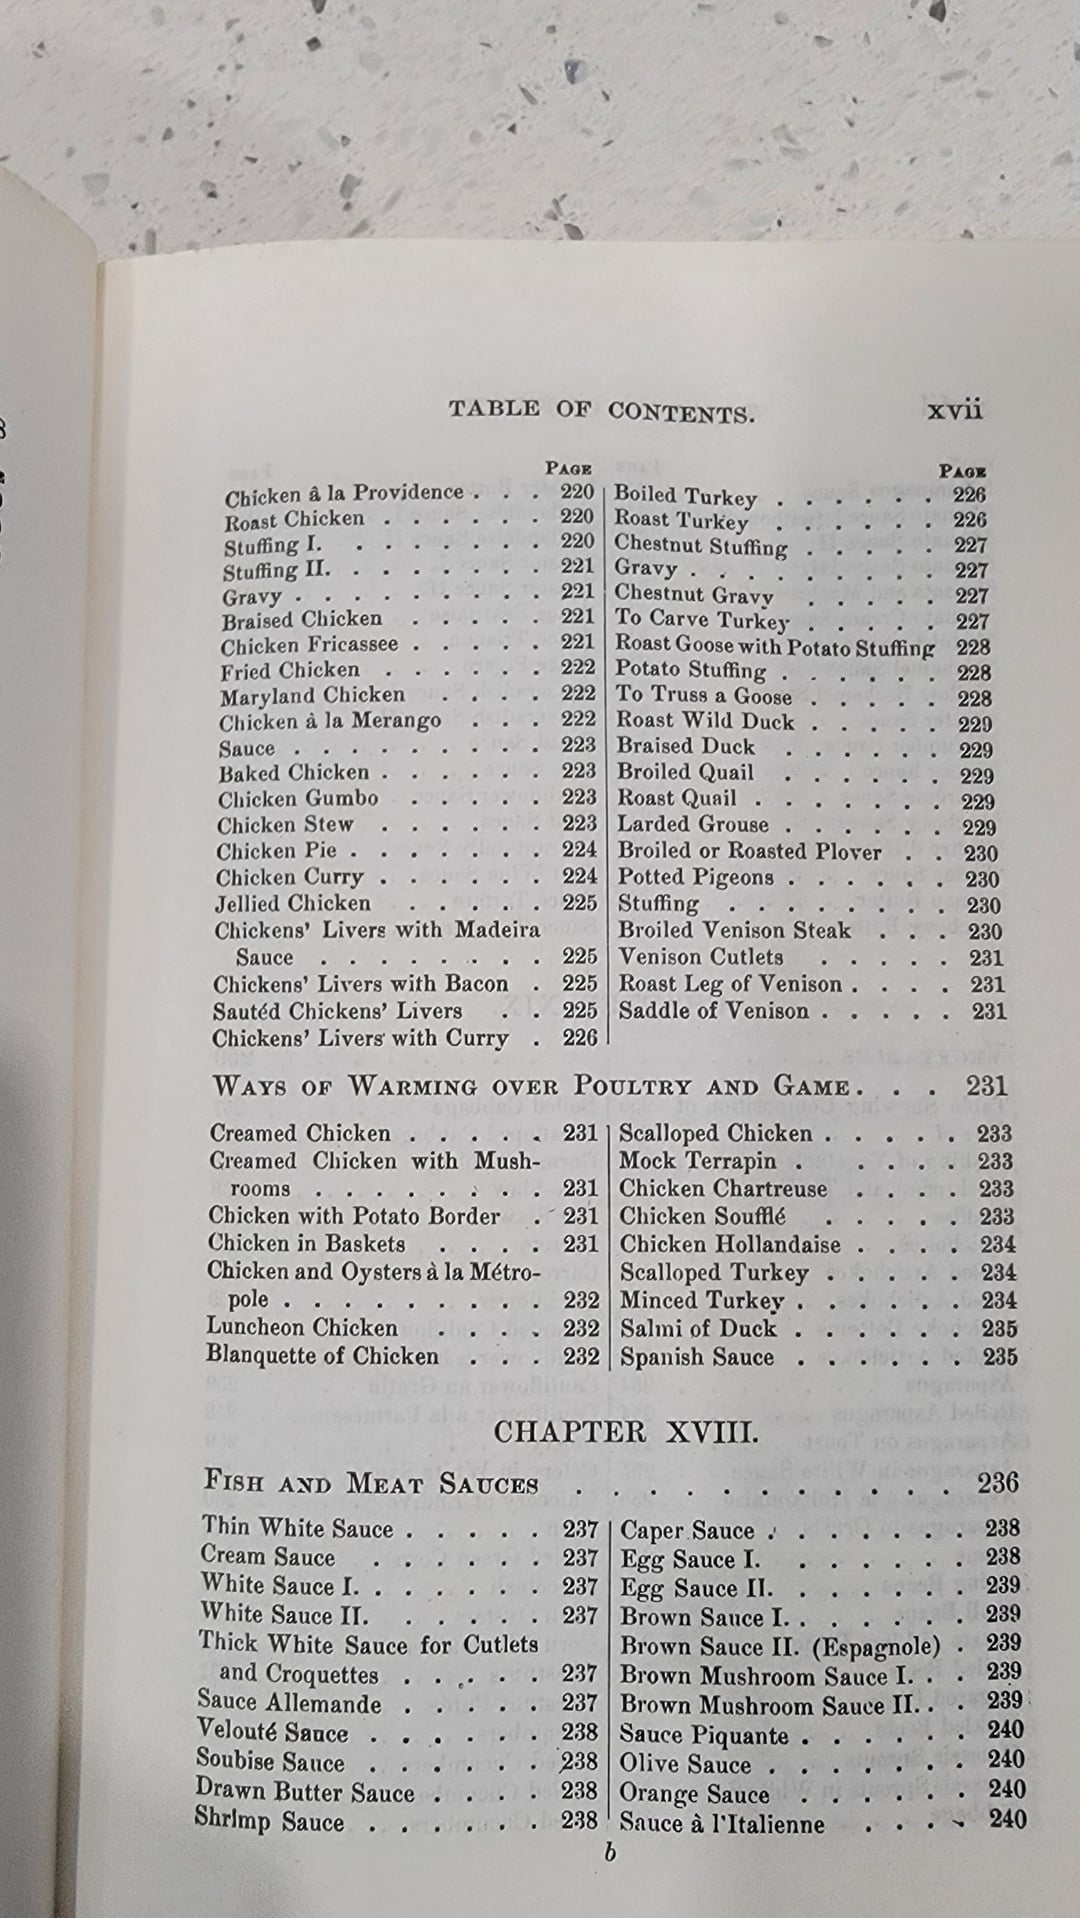 TABLE OF CONTENTS. xvii
PAGE
Chicken â la Providence . . . 220
Roast Chicken . . . . . . 220
Stuffing I. . . . . . . . 220
Stuffing II. . . . . . . . 221
Gravy . . . . . . . . . 221
Braised Chicken . . . . . 221
Chicken Fricassee . . . . . 221
Fried Chicken . . . . . . 222
Maryland Chicken . . . . 222
Chicken à la Merango . . . 222
Sauce . . . . . . . . . 223
Baked Chicken . . . . . . 223
Chicken Gumbo . . . . . 223
Chicken Stew . . . . . . 223
Chicken Pie . . . . . . . 224
Chicken Curry . . . . . . 224
Jellied Chicken . . . . . 225
Chickens' Livers with Madeira
Sauce . . . . . . . . 225
Chickens' Livers with Bacon . 225
Sautéd Chickens' Livers . . 225
Chickens' Livers with Curry . 226
PAGE
Boiled Turkey . . . . . . 226
Roast Turkey . . . . . . 226
Chestnut Stuffing . . . . . 227
Gravy . . . . . . . . . 227
Chestnut Gravy . . . . . 227
To Carve Turkey . . . . . 227
Roast Goose with Potato Stuffing 228
Potato Stuffing . . . . . . 228
To Truss a Goose . . . . . 228
Roast Wild Duck . . . . . 229
Braised Duck . . . . . . 229
Broiled Quail . . . . . . 229
Roast Quail . . . . . . . 229
Larded Grouse . . . . . . 229
Broiled or Roasted Plover . . 230
Potted Pigeons . . . . . . 230
Stuffing . . . . . . . . 230
Broiled Venison Steak . . . 230
Venison Cutlets . . . . . 231
Roast Leg of Venison . . . . 231
Saddle of Venison . . . . . 231
WAYS OF WARMING OVER POULTRY AND GAME. . . . 231
Creamed Chicken . . . . . 231
Creamed Chicken with Mush-
rooms . . . . . . . . 231
Chicken with Potato Border . 231
Chicken in Baskets . . . . 231
Chicken and Oysters à la Métro-
pole . . . . . . . . . 232
Luncheon Chicken . . . . 232
Blanquette of Chicken . . . 232
Scalloped Chicken . . . . . 233
Mock Terrapin . . . . . 233
Chicken Chartreuse . . . . 233
Chicken Soufflé . . . . . 233
Chicken Hollandaise . . . . 234
Scalloped Turkey . . . . . 234
Minced Turkey . . . . . . 234
Salmi of Duck . . . . . . 235
Spanish Sauce . . . . . . 235
CHAPTER XVIII.
FISH AND MEAT SAUCES . . . . . . . . . . . 236
Thin White Sauce . . . . . 237
Cream Sauce . . . . . . 237
White Sauce I. . . . . . . 237
White Sauce II. . . . . . 237
Thick White Sauce for Cutlets
and Croquettes . . . . . 237
Sauce Allemande . . . . . 237
Velouté Sauce . . . . . . 238
Soubise Sauce . . . . . . 238
Drawn Butter Sauce . . . . 238
Shrimp Sauce . . . . . . 238
Caper Sauce . . . . . . . 238
Egg Sauce I. . . . . . . 238
Egg Sauce II. . . . . . . 239
Brown Sauce I. . . . . . . 239
Brown Sauce II. (Espagnole) . 239
Brown Mushroom Sauce I. . . 239
Brown Mushroom Sauce II. . . 239
Sauce Piquante . . . . . . 240
Olive Sauce . . . . . . . 240
Orange Sauce . . . . . . 240
Sauce à l'Italienne . . . . 240
b